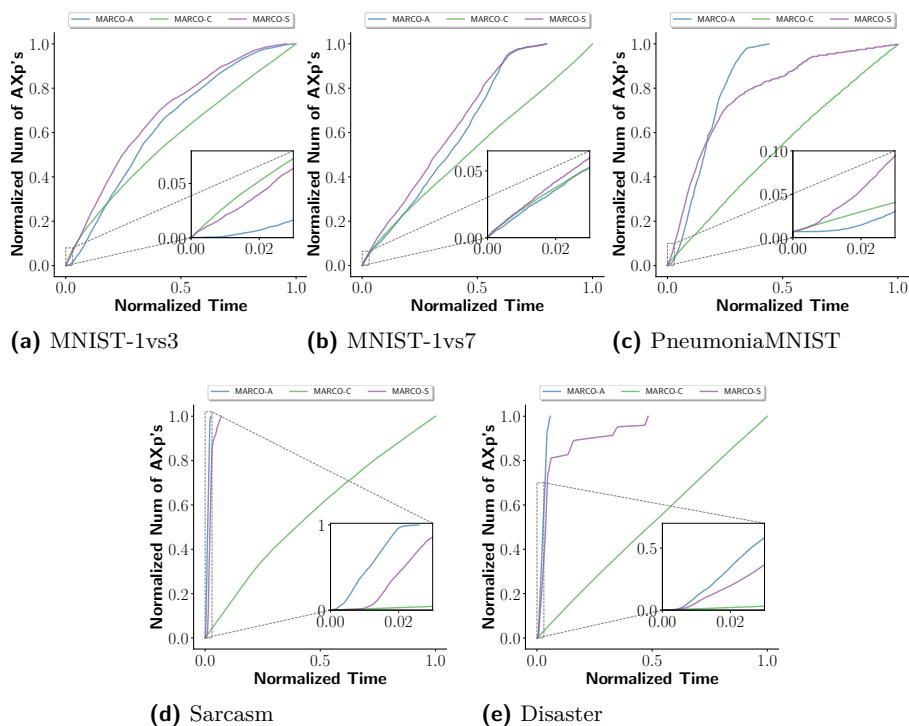 MARCO-A MARCO-C MARCO-S
MARCO-A MARCO-C MARCO-S
MARCO-A MARCO-C MARCO-S
Normalized Num of AXp's
1.0
0.8
0.6
0.4
0.2
0.0
0.05
0.00
0.00 0.02
0.0 0.5 1.0
Normalized Time
(a) MNIST-1vs3
Normalized Num of AXp's
1.0
0.8
0.6
0.4
0.2
0.0
0.05
0.00
0.00 0.02
0.0 0.5 1.0
Normalized Time
(b) MNIST-1vs7
Normalized Num of AXp's
1.0
0.8
0.6
0.4
0.2
0.0
0.10
0.05
0.00
0.00 0.02
0.0 0.5 1.0
Normalized Time
(c) PneumoniaMNIST
MARCO-A MARCO-C MARCO-S
MARCO-A MARCO-C MARCO-S
Normalized Num of AXp's
1.0
0.8
0.6
0.4
0.2
0.0
1
0
0.00 0.02
0.0 0.5 1.0
Normalized Time
(d) Sarcasm
Normalized Num of AXp's
1.0
0.8
0.6
0.4
0.2
0.0
0.5
0.0
0.00 0.02
0.0 0.5 1.0
Normalized Time
(e) Disaster